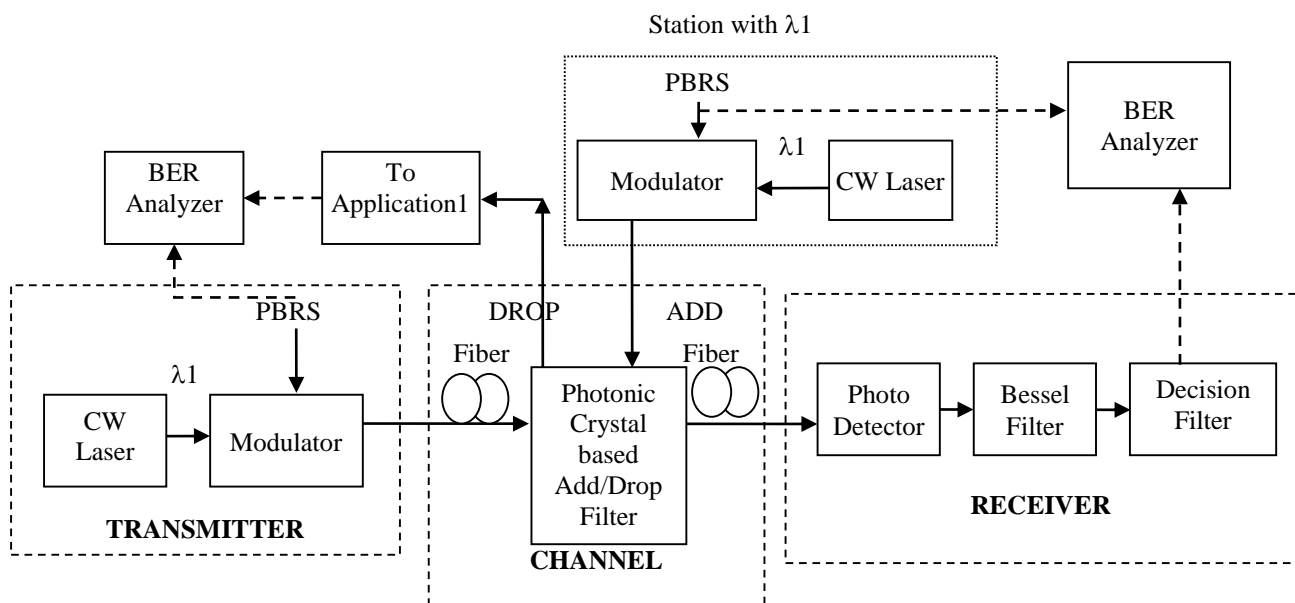 Station with λ1
PBRS
BER
Analyzer
λ1
Modulator
CW Laser
BER
Analyzer
To
Application1
DROP
ADD
PBRS
Fiber
Fiber
λ1
CW
Laser
Modulator
Photonic
Crystal
based
Add/Drop
Filter
Photo
Detector
Bessel
Filter
Decision
Filter
TRANSMITTER
CHANNEL
RECEIVER